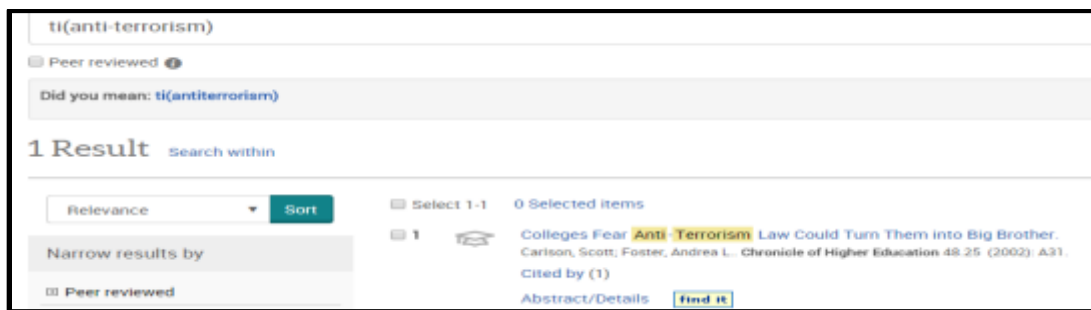 ti(anti-terrorism)
Peer reviewed
Did you mean: ti(antiterrorism)
1 Result Search within
Relevance Sort
Select 1-1 0 Selected items
1 Colleges Fear Anti-Terrorism Law Could Turn Them into Big Brother.
Carlson, Scott; Foster, Andrea L.. Chronicle of Higher Education 48.25 (2002): A31.
Narrow results by
Cited by (1)
Peer reviewed
Abstract/Details find it